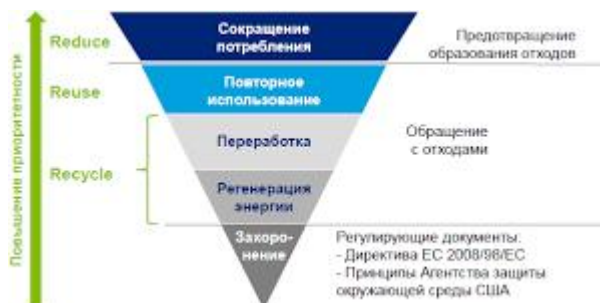 Повышение приоритетности
Reduce
Сокращение
потребления
Предотвращение
образования отходов
Reuse
Повторное
использование
Recycle
Переработка
Обращение
с отходами
Регенерация
энергии
Захоро-
нение
Регулирующие документы:
- Директива ЕС 2008/98/EC
- Принципы Агентства защиты
окружающей среды США